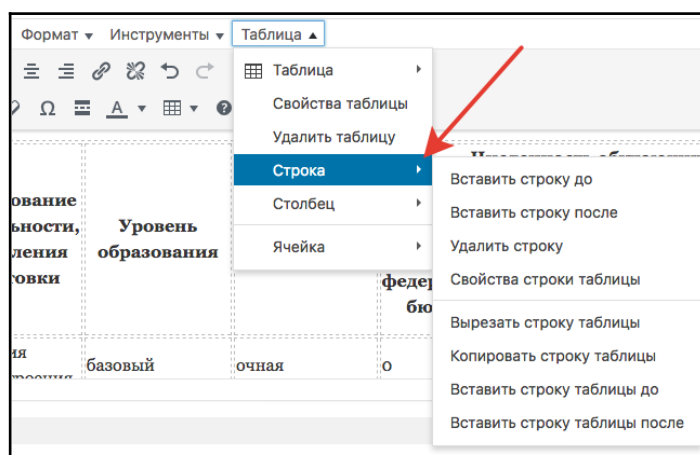 Формат Инструменты Таблица
Ω A
Таблица
Свойства таблицы
Удалить таблицу
Строка
Столбец
Ячейка
Вставить строку до
Вставить строку после
Удалить строку
Свойства строки таблицы
Вырезать строку таблицы
Копировать строку таблицы
Вставить строку таблицы до
Вставить строку таблицы после
Уровень
образования
базовый очная о